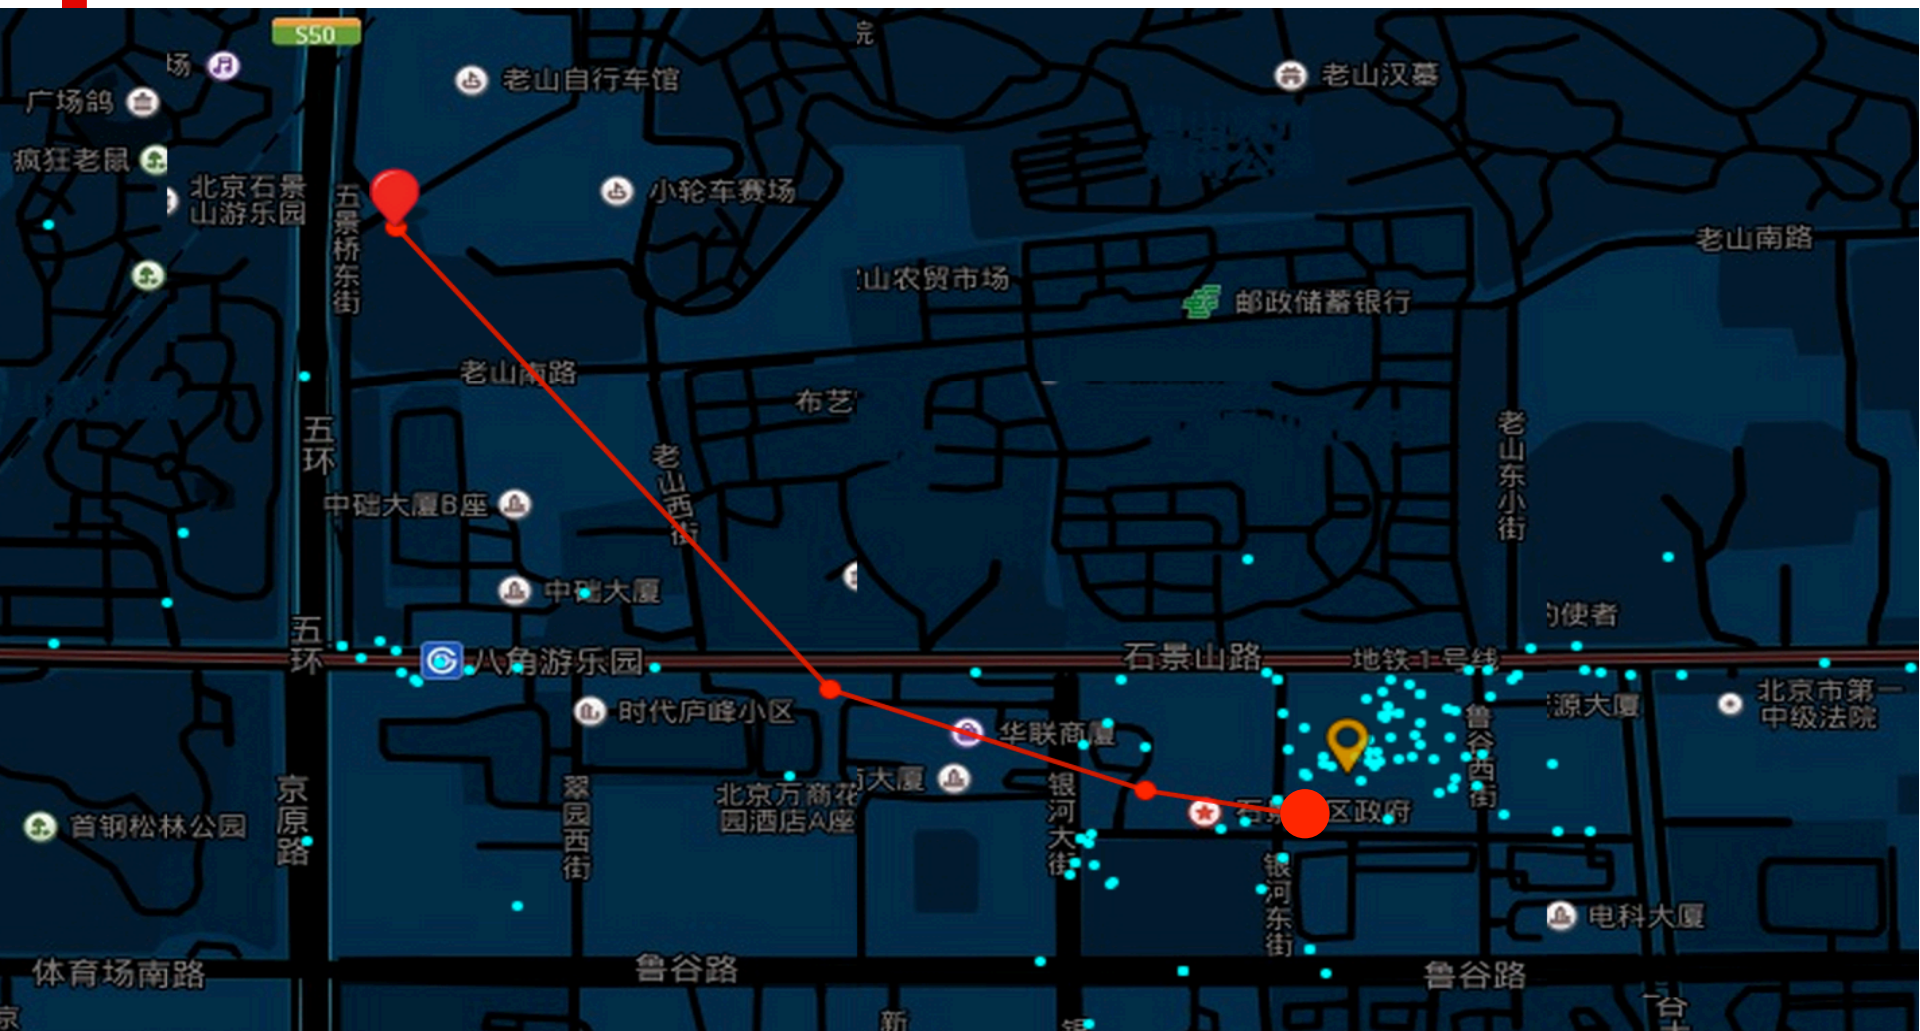 S50
场
老山自行车馆
老山汉墓
广场鸽
疯狂老鼠
北京石景
山游乐园
五景桥东街
小轮车赛场
老山南路
山农贸市场
邮政储蓄银行
老山南路
布艺
五环
老山西街
老山东小街
中础大厦B座
中础大厦
的使者
五环
八角游乐园
石景山路
地铁1号线
北京市第一
中级法院
时代庐峰小区
源大厦
华联商厦
鲁谷西街
大厦
北京万商花
园酒店A座
银河大街
翠园西街
京原路
首钢松林公园
石景
区政府
银河东街
电科大厦
体育场南路
鲁谷路
鲁谷路
新